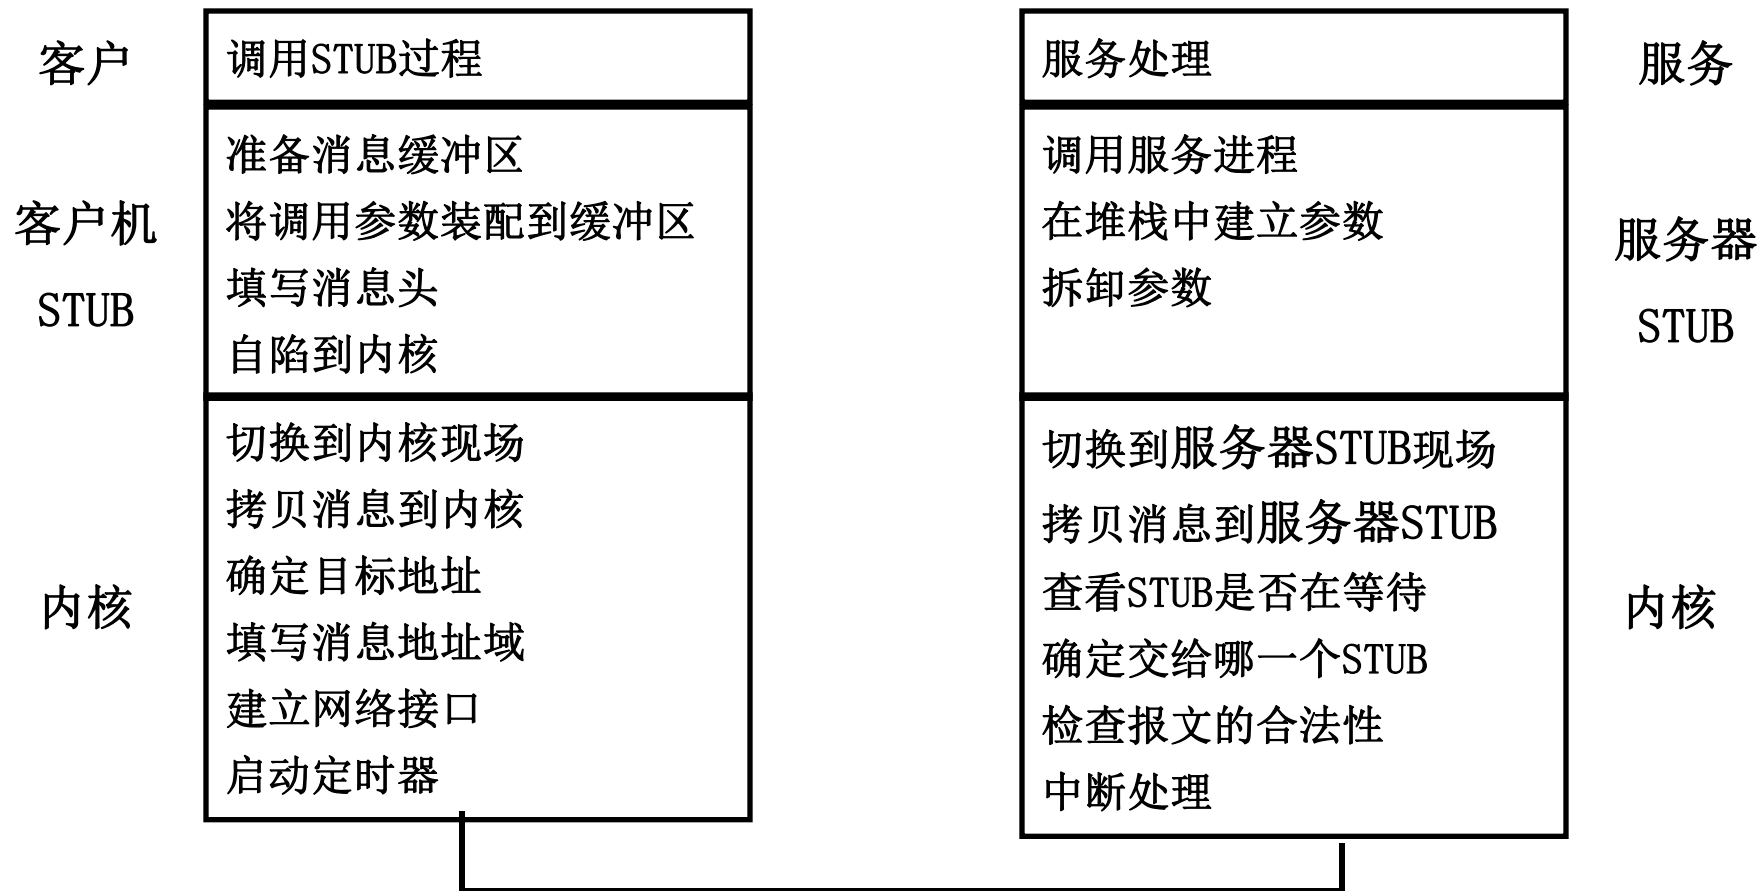 客户
调用STUB过程
客户机
STUB
准备消息缓冲区
将调用参数装配到缓冲区
填写消息头
自陷到内核
内核
切换到内核现场
拷贝消息到内核
确定目标地址
填写消息地址域
建立网络接口
启动定时器
服务处理
服务
调用服务进程
在堆栈中建立参数
拆卸参数
服务器
STUB
切换到服务器STUB现场
拷贝消息到服务器STUB
查看STUB是否在等待
确定交给哪一个STUB
检查报文的合法性
中断处理
内核